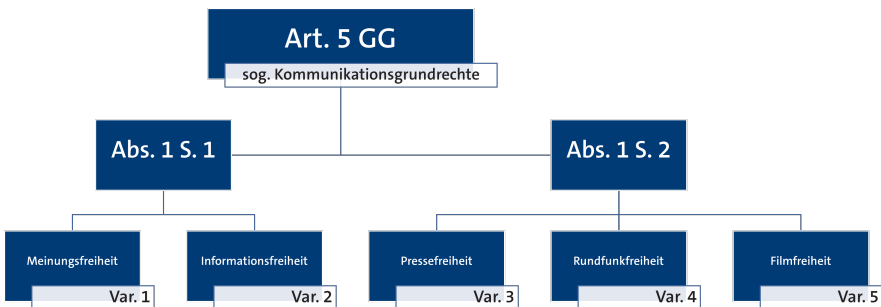 Art. 5 GG
sog. Kommunikationsgrundrechte
Abs. 1 S. 1
Abs. 1 S. 2
Meinungsfreiheit
Informationsfreiheit
Pressefreiheit
Rundfunkfreiheit
Filmfreiheit
Var. 1
Var. 2
Var. 3
Var. 4
Var. 5